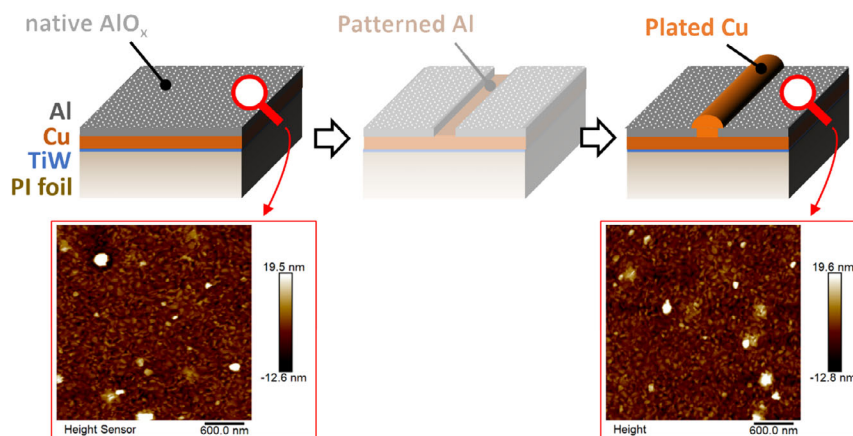 native AlOx
Patterned Al
Plated Cu
Al
Cu
TiW
PI foil
19.5 nm
-12.6 nm
Height Sensor
600.0 nm
19.6 nm
-12.8 nm
Height
600.0 nm